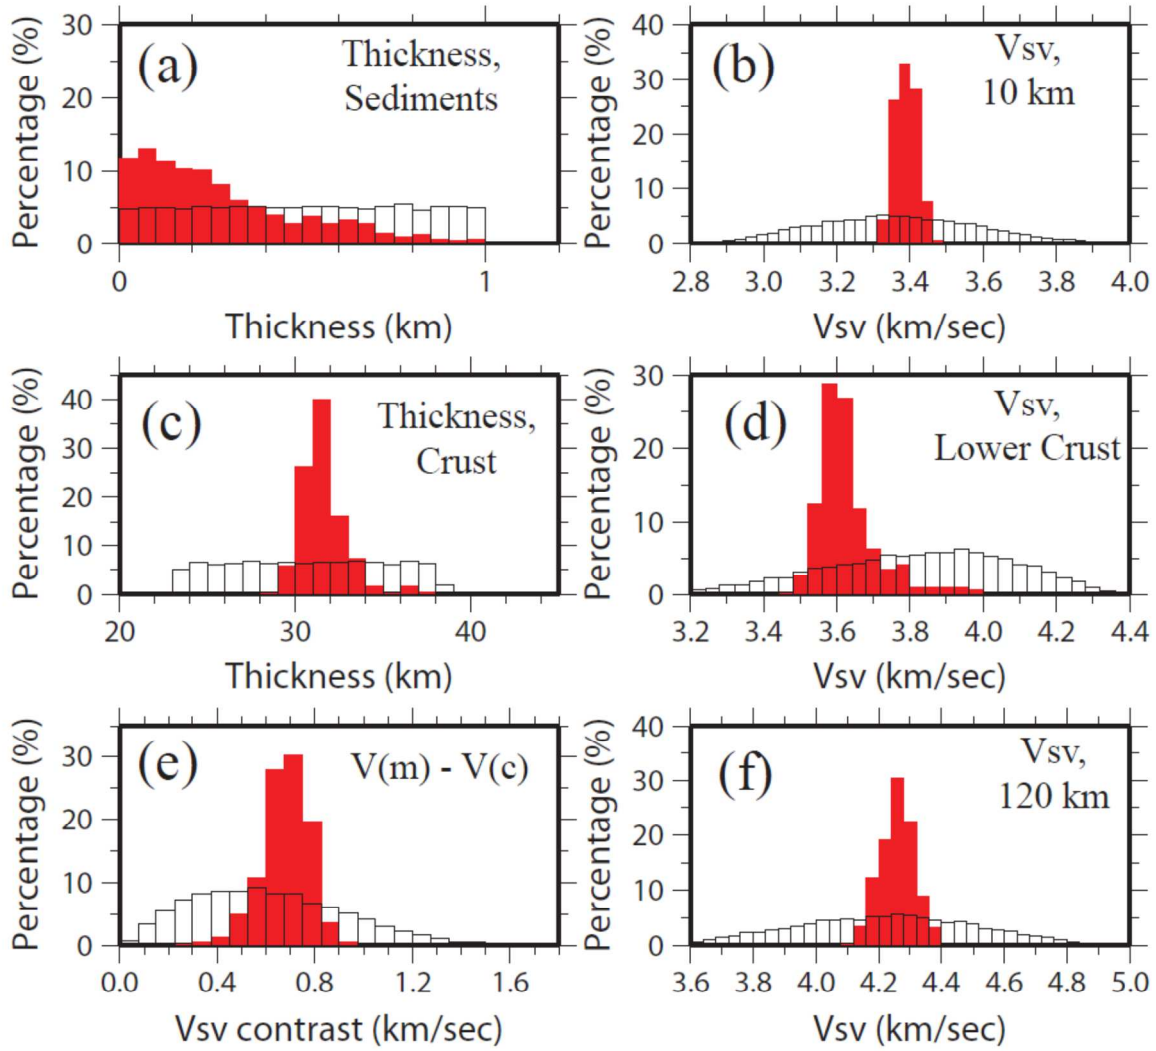 Percentage (%)
30
20
10
0
(a)
Thickness,
Sediments
0
1
Thickness (km)
Percentage (%)
40
30
20
10
0
(b)
Vsv,
10 km
2.8
3.0
3.2
3.4
3.6
3.8
4.0
Vsv (km/sec)
Percentage (%)
40
30
20
10
0
(c)
Thickness,
Crust
20
30
40
Thickness (km)
Percentage (%)
30
20
10
0
(d)
Vsv,
Lower Crust
3.2
3.4
3.6
3.8
4.0
4.2
4.4
Vsv (km/sec)
Percentage (%)
30
20
10
0
(e)
V(m) - V(c)
0.0
0.4
0.8
1.2
1.6
Vsv contrast (km/sec)
Percentage (%)
40
30
20
10
0
(f)
Vsv,
120 km
3.6
4.0
4.2
4.4
4.6
4.8
5.0
Vsv (km/sec)